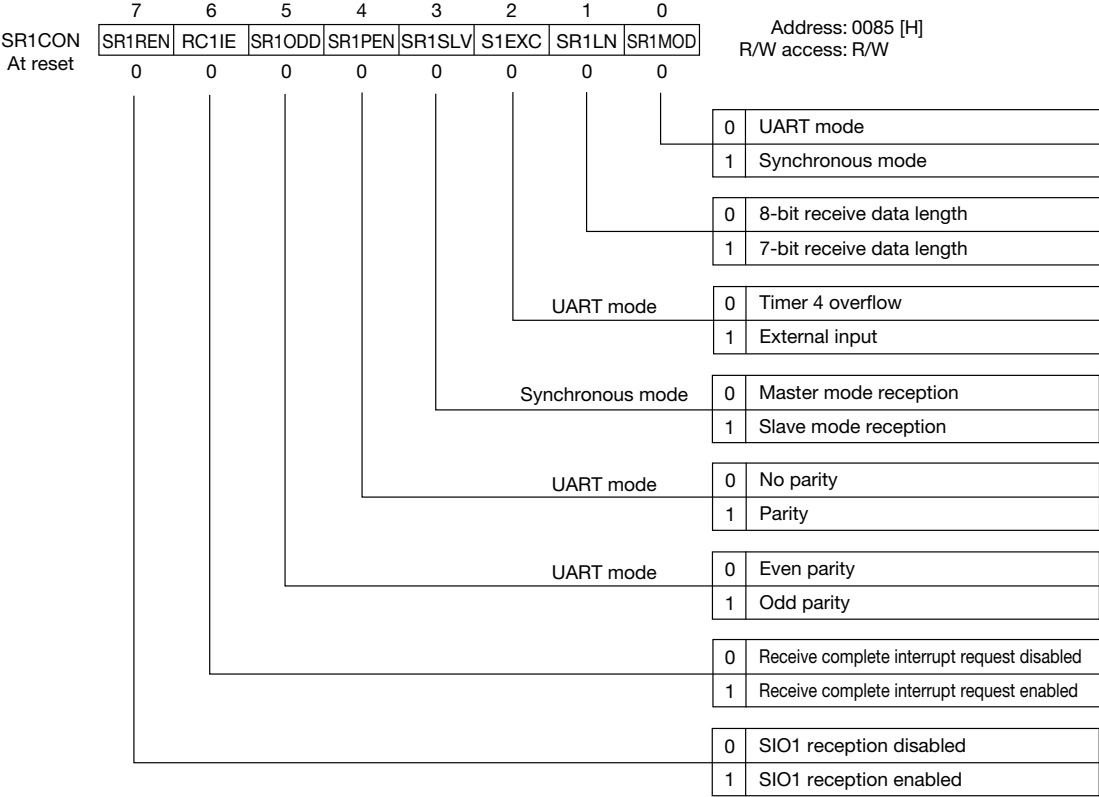 7 6 5 4 3 2 1 0
SR1CON SR1REN RC1IE SR1ODD SR1PEN SR1SLV S1EXC SR1LN SR1MOD
Address: 0085 [H]
R/W access: R/W
At reset 0 0 0 0 0 0 0 0
0 UART mode
1 Synchronous mode
0 8-bit receive data length
1 7-bit receive data length
UART mode
0 Timer 4 overflow
1 External input
Synchronous mode
0 Master mode reception
1 Slave mode reception
UART mode
0 No parity
1 Parity
UART mode
0 Even parity
1 Odd parity
0 Receive complete interrupt request disabled
1 Receive complete interrupt request enabled
0 SIO1 reception disabled
1 SIO1 reception enabled